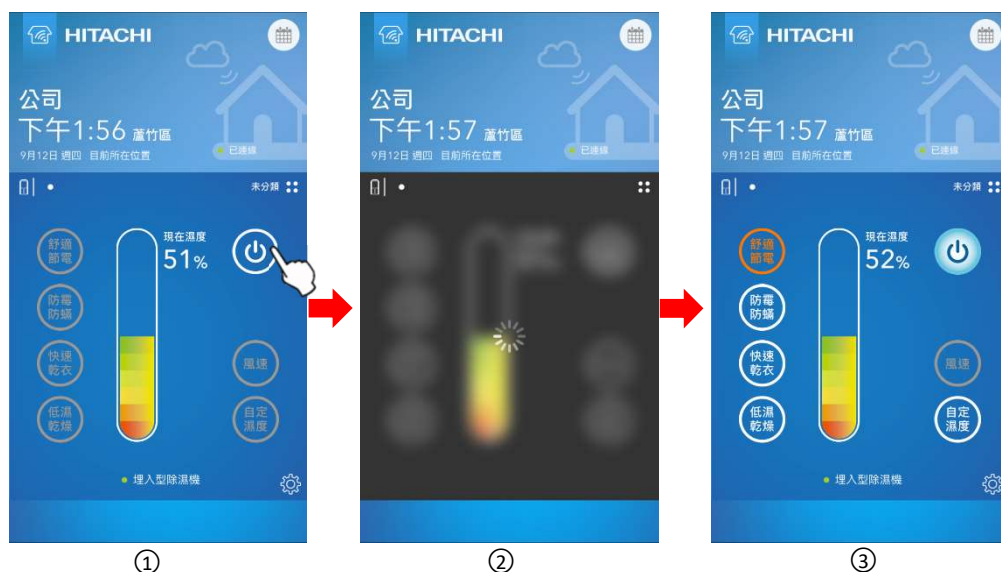 HITACHI
公司
下午1:56 蘆竹區
9月12日 週四 目前所在位置
已連線
未分類
舒適
節電
現在濕度
51%
防霉
防蟎
快速
乾衣
風速
低濕
乾燥
自定
濕度
埋入型除濕機
①
HITACHI
公司
下午1:57 蘆竹區
9月12日 週四 目前所在位置
已連線
②
HITACHI
公司
下午1:57 蘆竹區
9月12日 週四 目前所在位置
已連線
未分類
舒適
節電
現在濕度
52%
防霉
防蟎
快速
乾衣
風速
低濕
乾燥
自定
濕度
埋入型除濕機
③